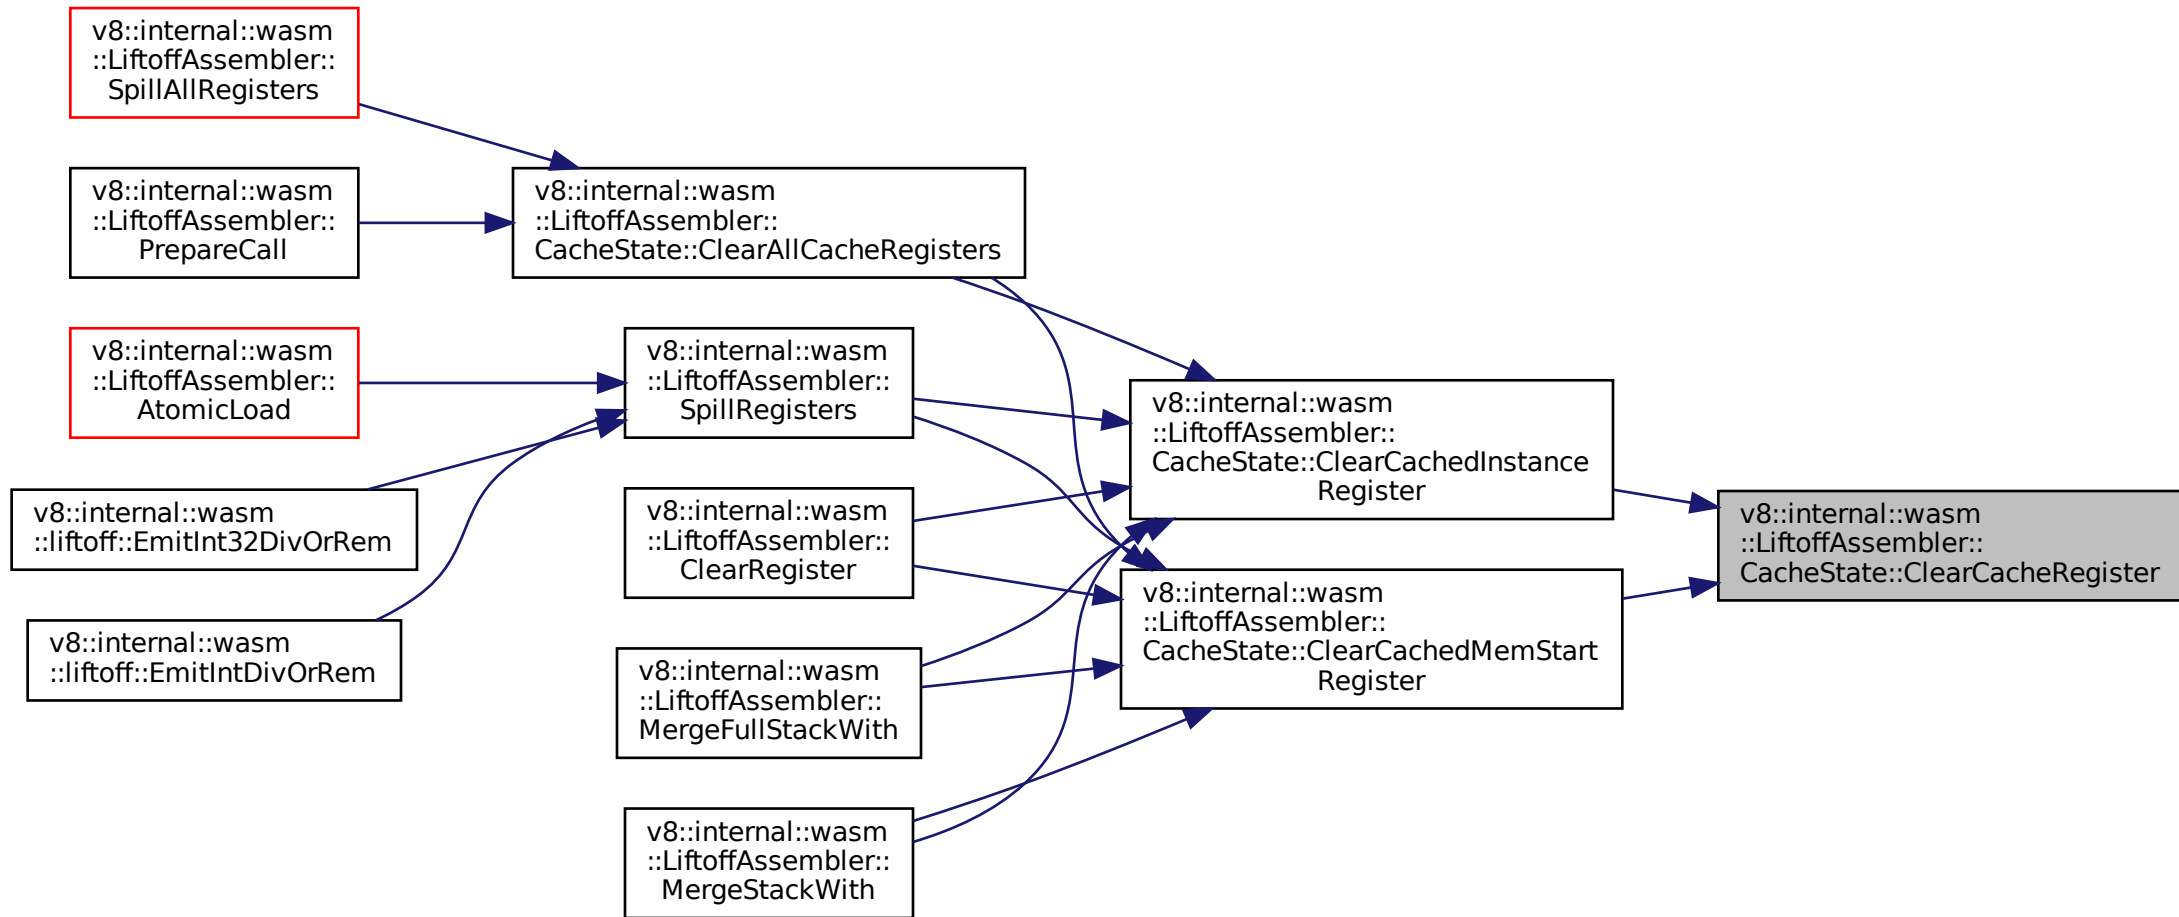 v8::internal::wasm
::LiftoffAssembler::
SpillAllRegisters
v8::internal::wasm
::LiftoffAssembler::
PrepareCall
v8::internal::wasm
::LiftoffAssembler::
AtomicLoad
v8::internal::wasm
::liftoff::EmitInt32DivOrRem
v8::internal::wasm
::liftoff::EmitIntDivOrRem
v8::internal::wasm
::LiftoffAssembler::
CacheState::ClearAllCacheRegisters
v8::internal::wasm
::LiftoffAssembler::
SpillRegisters
v8::internal::wasm
::LiftoffAssembler::
ClearRegister
v8::internal::wasm
::LiftoffAssembler::
MergeFullStackWith
v8::internal::wasm
::LiftoffAssembler::
MergeStackWith
v8::internal::wasm
::LiftoffAssembler::
CacheState::ClearCachedInstance
Register
v8::internal::wasm
::LiftoffAssembler::
CacheState::ClearCachedMemStart
Register
v8::internal::wasm
::LiftoffAssembler::
CacheState::ClearCacheRegister